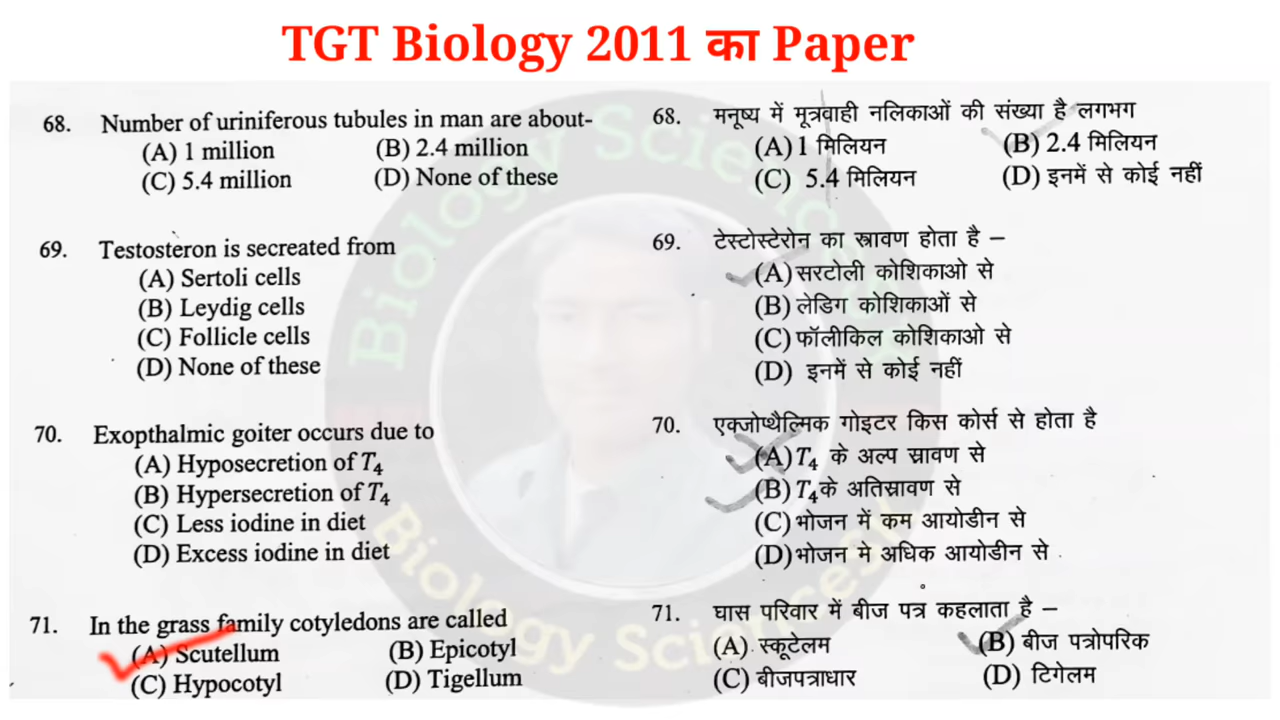 TGT Biology 2011 का Paper
68. Number of uriniferous tubules in man are about-
(A) 1 million (B) 2.4 million
(C) 5.4 million (D) None of these
69. Testosteron is secreated from
(A) Sertoli cells
(B) Leydig cells
(C) Follicle cells
(D) None of these
70. Exopthalmic goiter occurs due to
(A) Hyposecretion of T₄
(B) Hypersecretion of T₄
(C) Less iodine in diet
(D) Excess iodine in diet
71. In the grass family cotyledons are called
(A) Scutellum (B) Epicotyl
(C) Hypocotyl (D) Tigellum
68. मनूष्य में मूत्रवाही नलिकाओं की संख्या है लगभग
(A) 1 मिलियन (B) 2.4 मिलियन
(C) 5.4 मिलियन (D) इनमें से कोई नहीं
69. टेस्टोस्टेरोन का स्त्रावण होता है –
(A) सरटोली कोशिकाओ से
(B) लेडिग कोशिकाओं से
(C) फॉलीकिल कोशिकाओ से
(D) इनमें से कोई नहीं
70. एक्जोप्थैल्मिक गोइटर किस कोर्स से होता है
(A) T₄ के अल्प स्रावण से
(B) T₄ के अतिस्रावण से
(C) भोजन में कम आयोडीन से
(D) भोजन मे अधिक आयोडीन से
71. घास परिवार में बीज पत्र कहलाता है –
(A) स्कूटेलम (B) बीज पत्रोपरिक
(C) बीजपत्राधार (D) टिगेलम
Biology Sciences
Biology Sciences